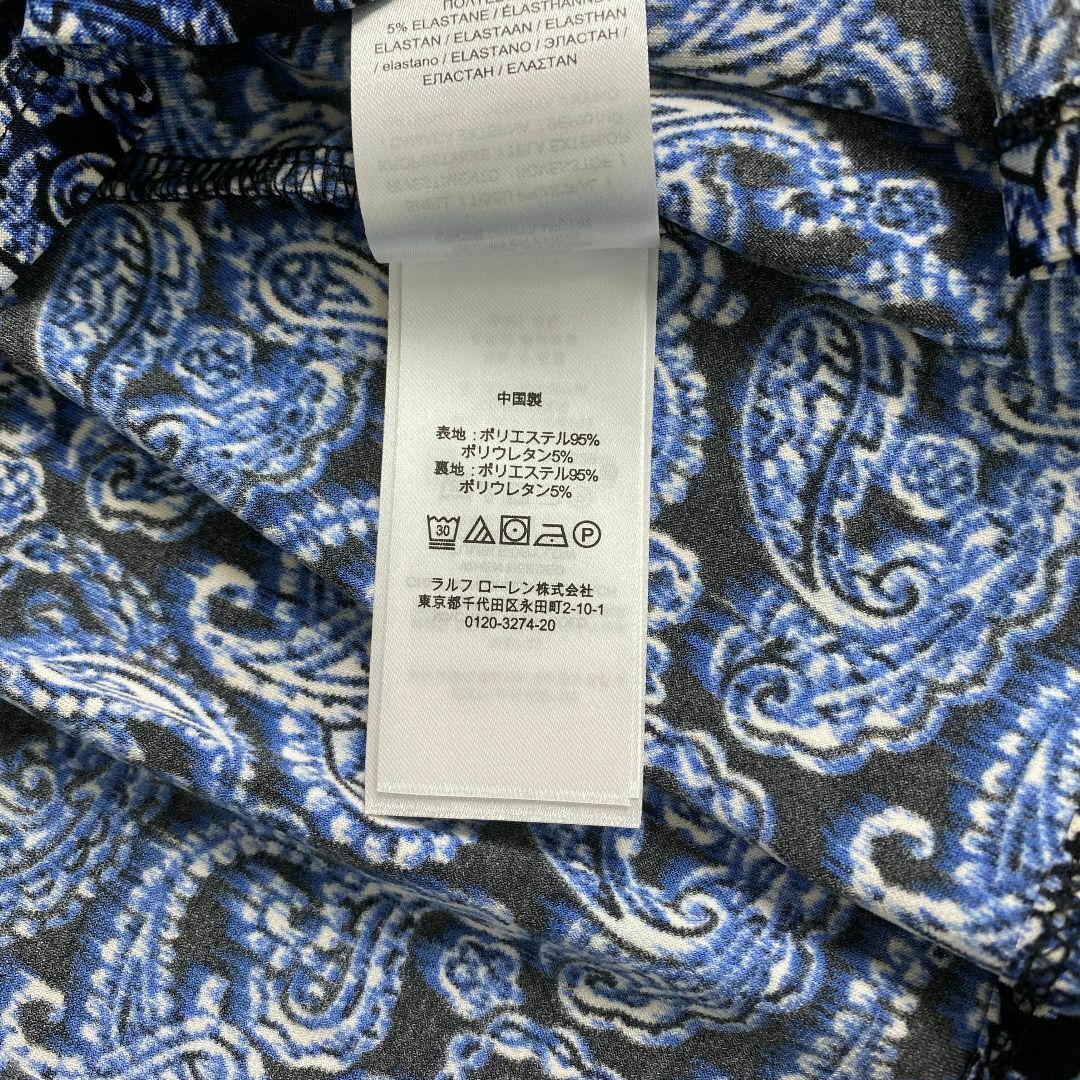 5% ELASTANE / ÉLASTHANNE
ELASTAN / ELASTAAN / ELASTHAN
/ elastano / ELASTANO / ЭЛАСТАН /
ЕЛАСТАН / ΕΛΑΣΤΑΝ
中国製
表地 : ポリエステル95%
ポリウレタン5%
裏地 : ポリエステル95%
ポリウレタン5%
30
P
ラルフ ローレン株式会社
東京都千代田区永田町2-10-1
0120-3274-20